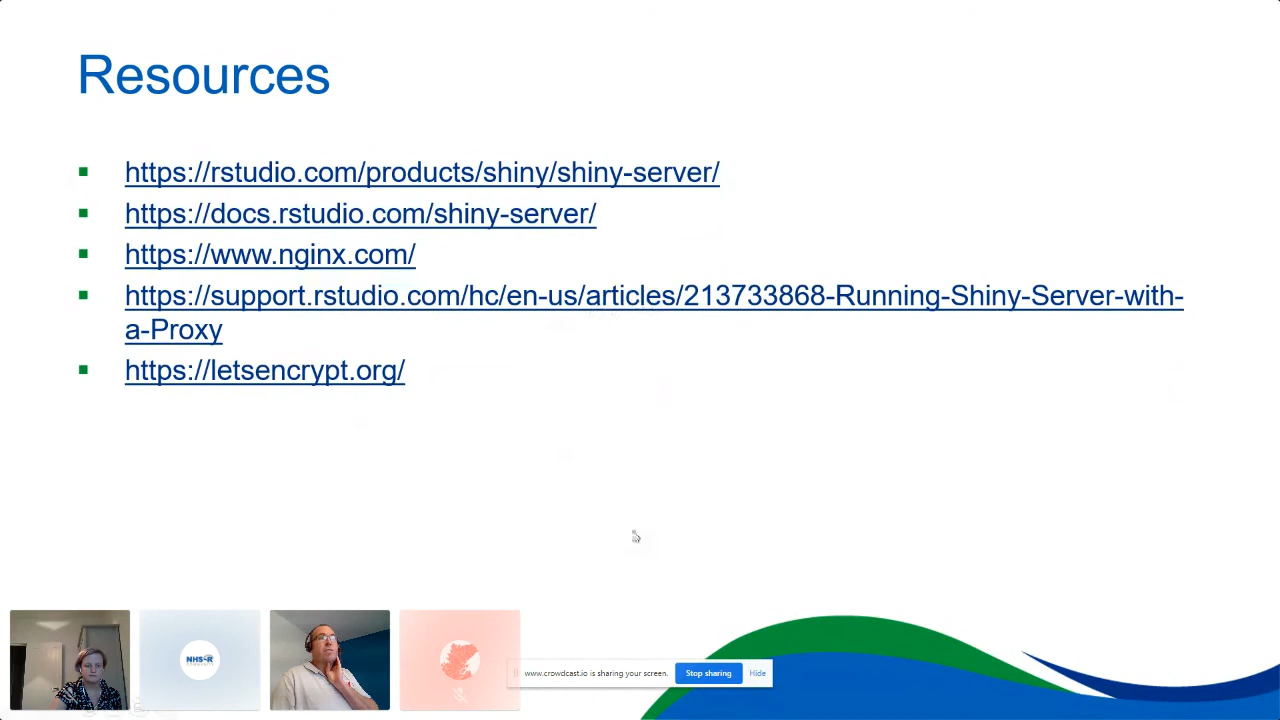 Resources
https://rstudio.com/products/shiny/shiny-server/
https://docs.rstudio.com/shiny-server/
https://www.nginx.com/
https://support.rstudio.com/hc/en-us/articles/213733868-Running-Shiny-Server-with-
a-Proxy
https://letsencrypt.org/
NHS-R
www.crowdcast.io is sharing your screen.
Stop sharing
Hide